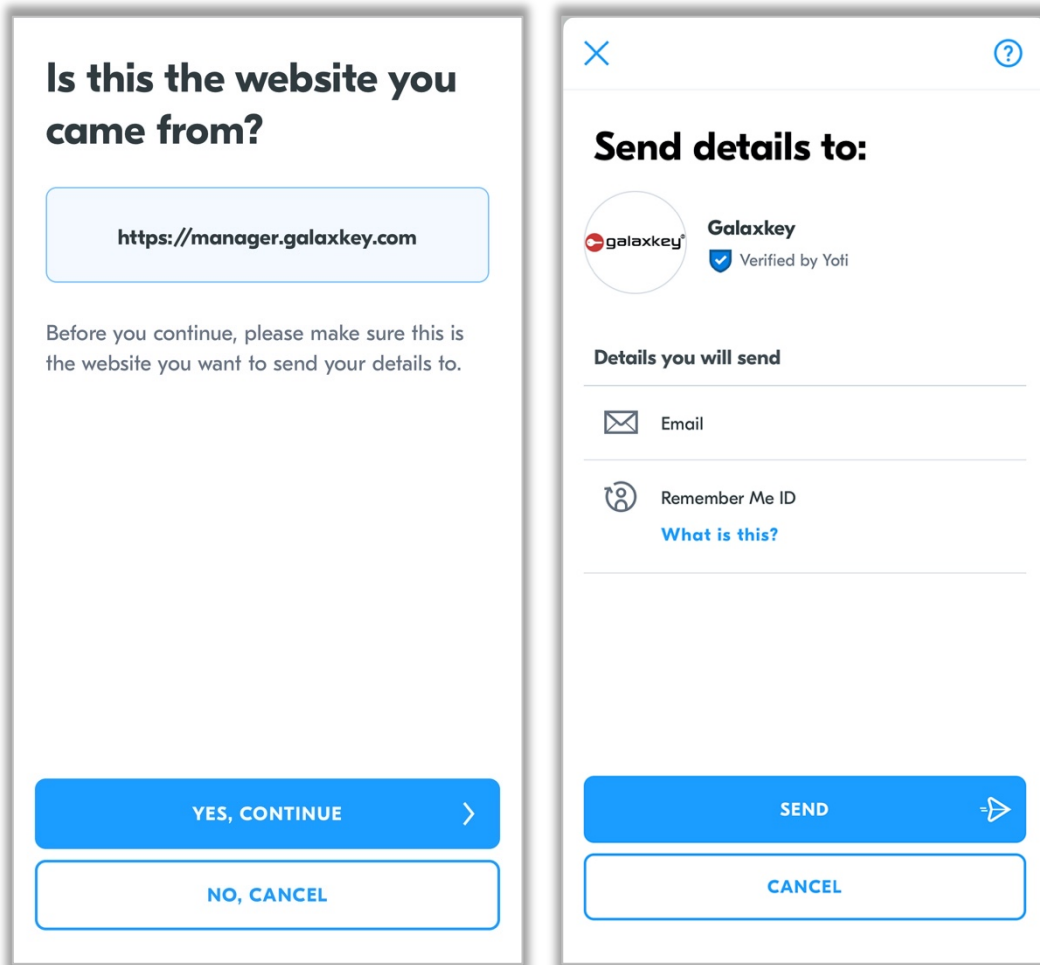 Is this the website you
came from?
https://manager.galaxkey.com
Before you continue, please make sure this is
the website you want to send your details to.
YES, CONTINUE
NO, CANCEL
?
Send details to:
galaxkey
Galaxkey
Verified by Yoti
Details you will send
Email
Remember Me ID
What is this?
SEND
CANCEL